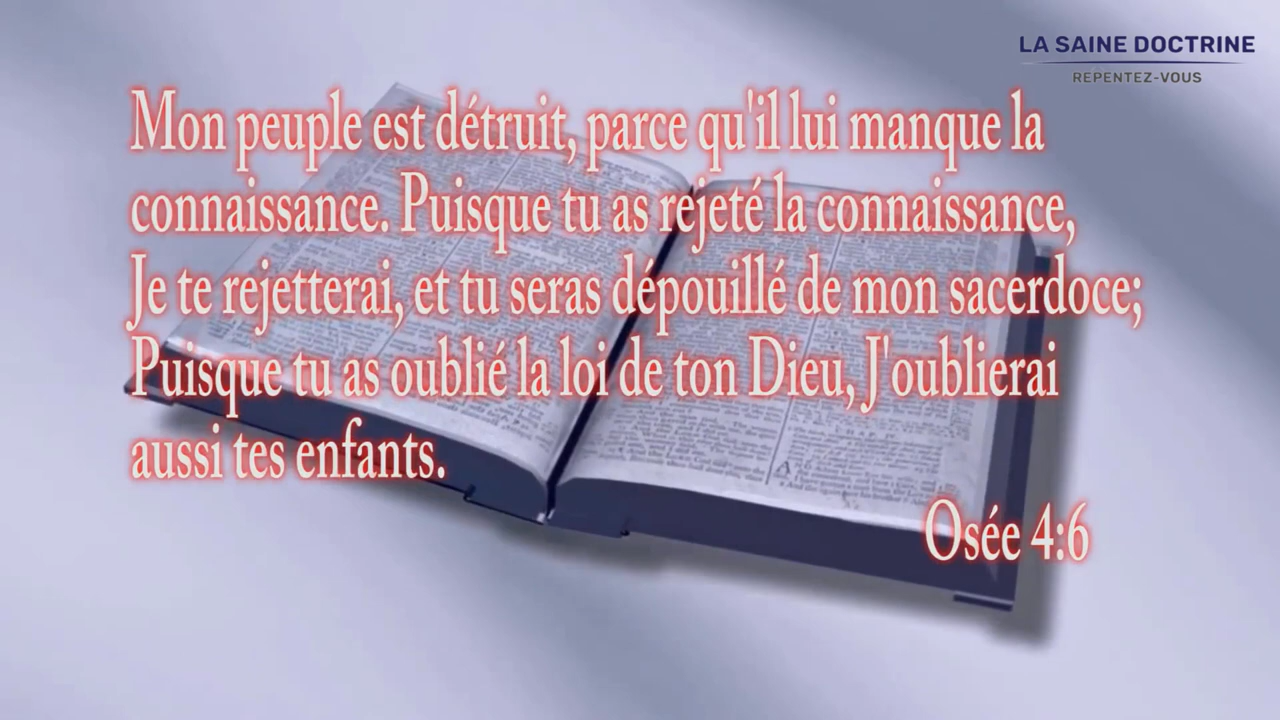 LA SAINE DOCTRINE
REPENTEZ-VOUS
Mon peuple est détruit, parce qu'il lui manque la
connaissance. Puisque tu as rejeté la connaissance,
Je te rejetterai, et tu seras dépouillé de mon sacerdoce;
Puisque tu as oublié la loi de ton Dieu, J'oublierai
aussi tes enfants.
Osée 4:6